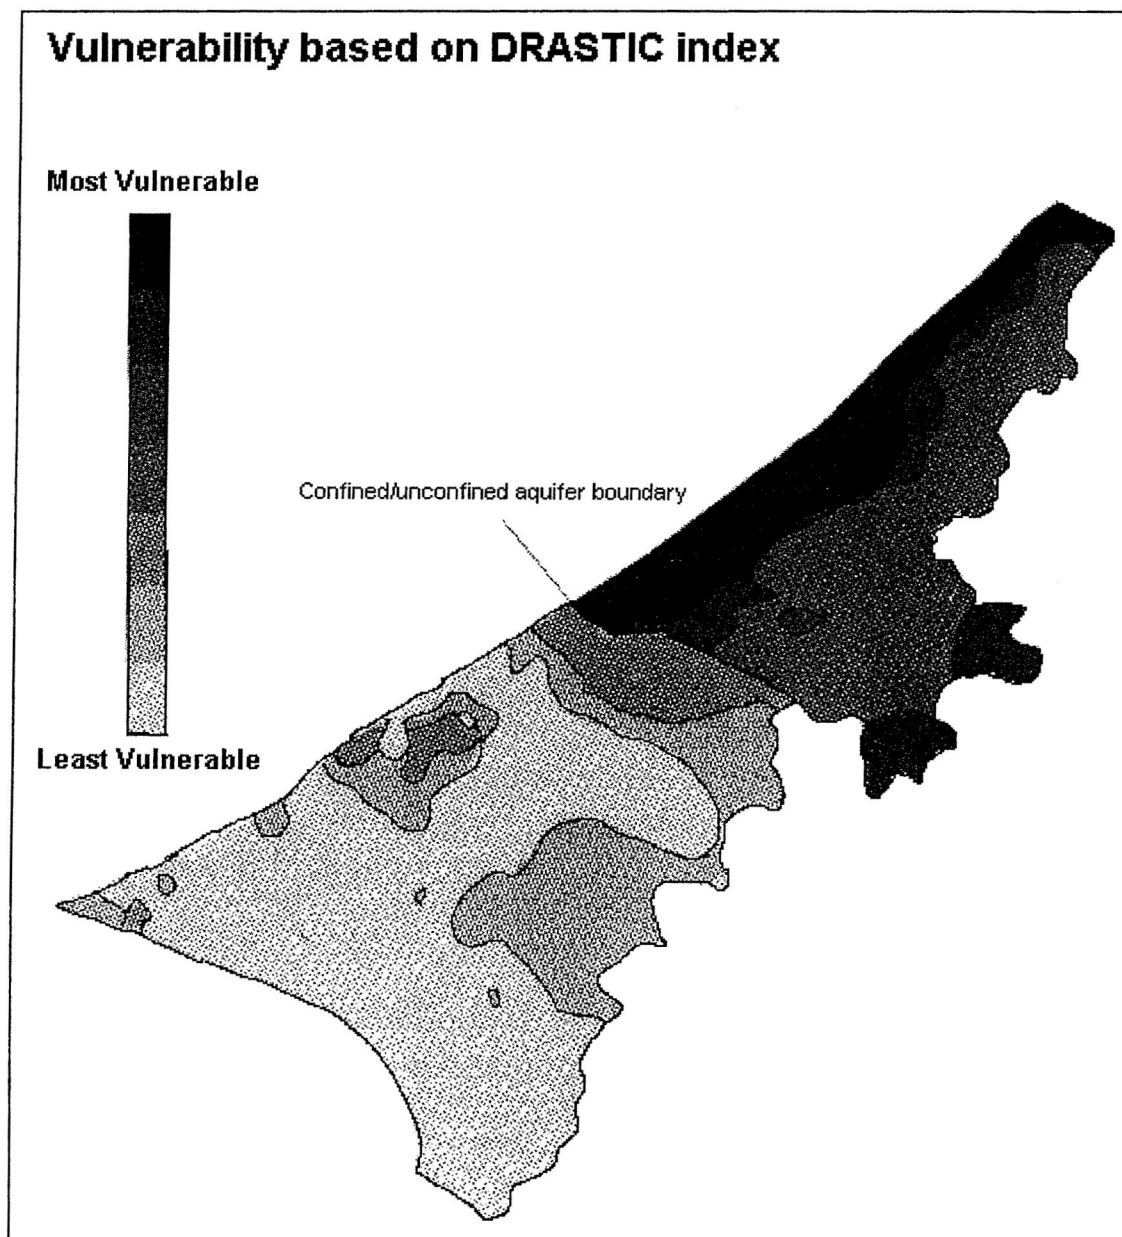 Vulnerability based on DRASTIC index
Most Vulnerable
Confined/unconfined aquifer boundary
Least Vulnerable